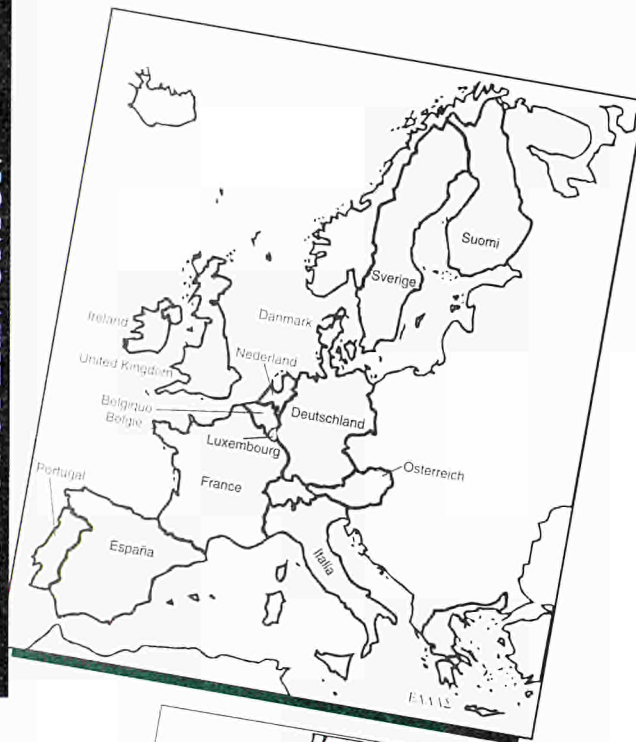 Suomi
Sverige
Danmark
Ireland
Nederland
United Kingdom
Belgique
België
Deutschland
Luxembourg
Österreich
Portugal
France
España
Italia
ΕΛΛΑΣ